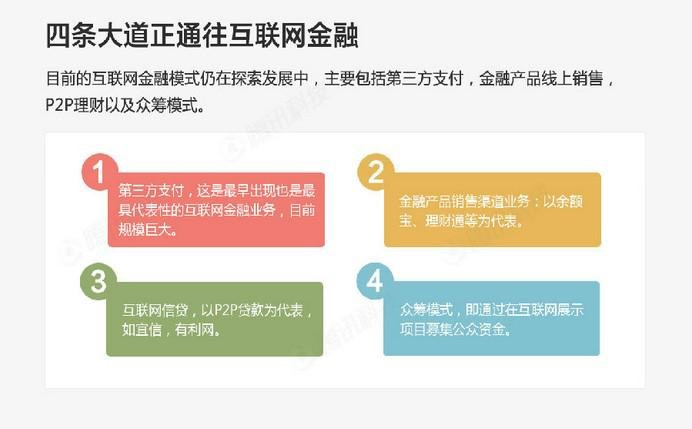 四条大道正通往互联网金融
目前的互联网金融模式仍在探索发展中，主要包括第三方支付，金融产品线上销售，
P2P理财以及众筹模式。
1
第三方支付，这是最早出现也是最
具代表性的互联网金融业务，目前
规模巨大。
2
金融产品销售渠道业务：以余额
宝、理财通等为代表。
3
互联网信贷，以P2P贷款为代表，
如宜信，有利网。
4
众筹模式，即通过在互联网展示
项目募集公众资金。
腾讯科技